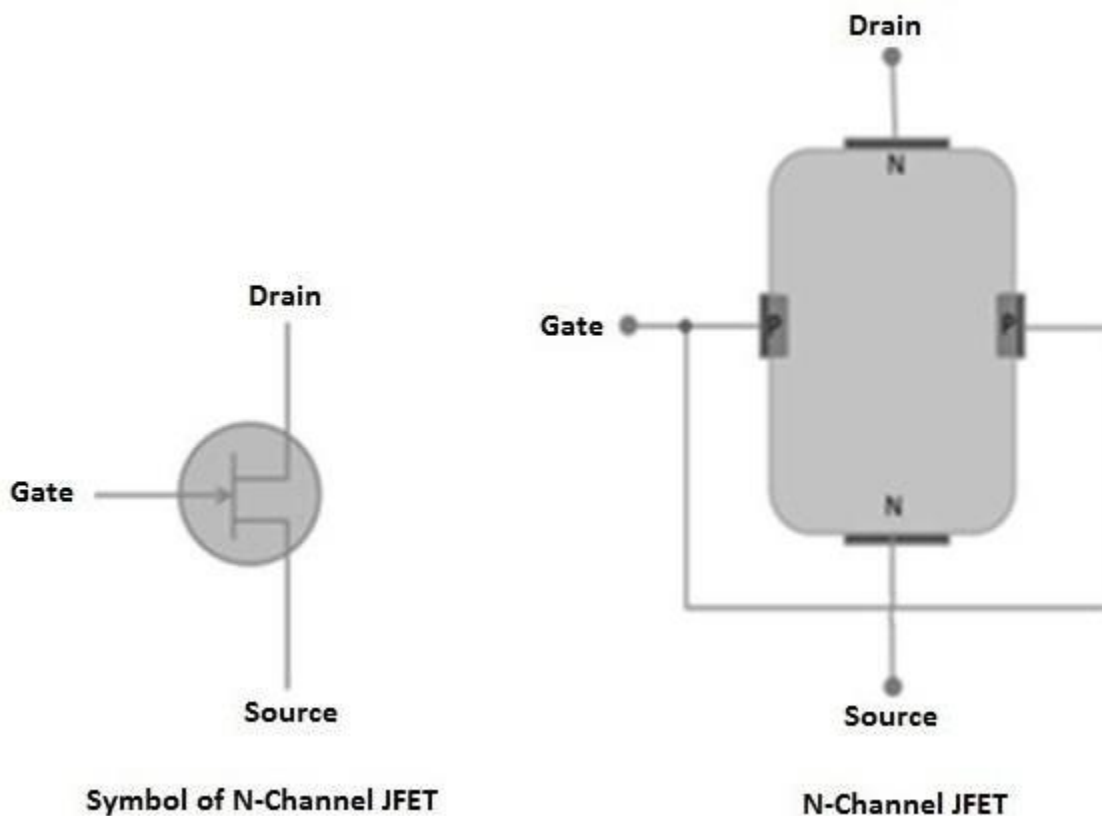 Drain
Gate
Source
Symbol of N-Channel JFET
Drain
N
Gate
P
P
N
Source
N-Channel JFET